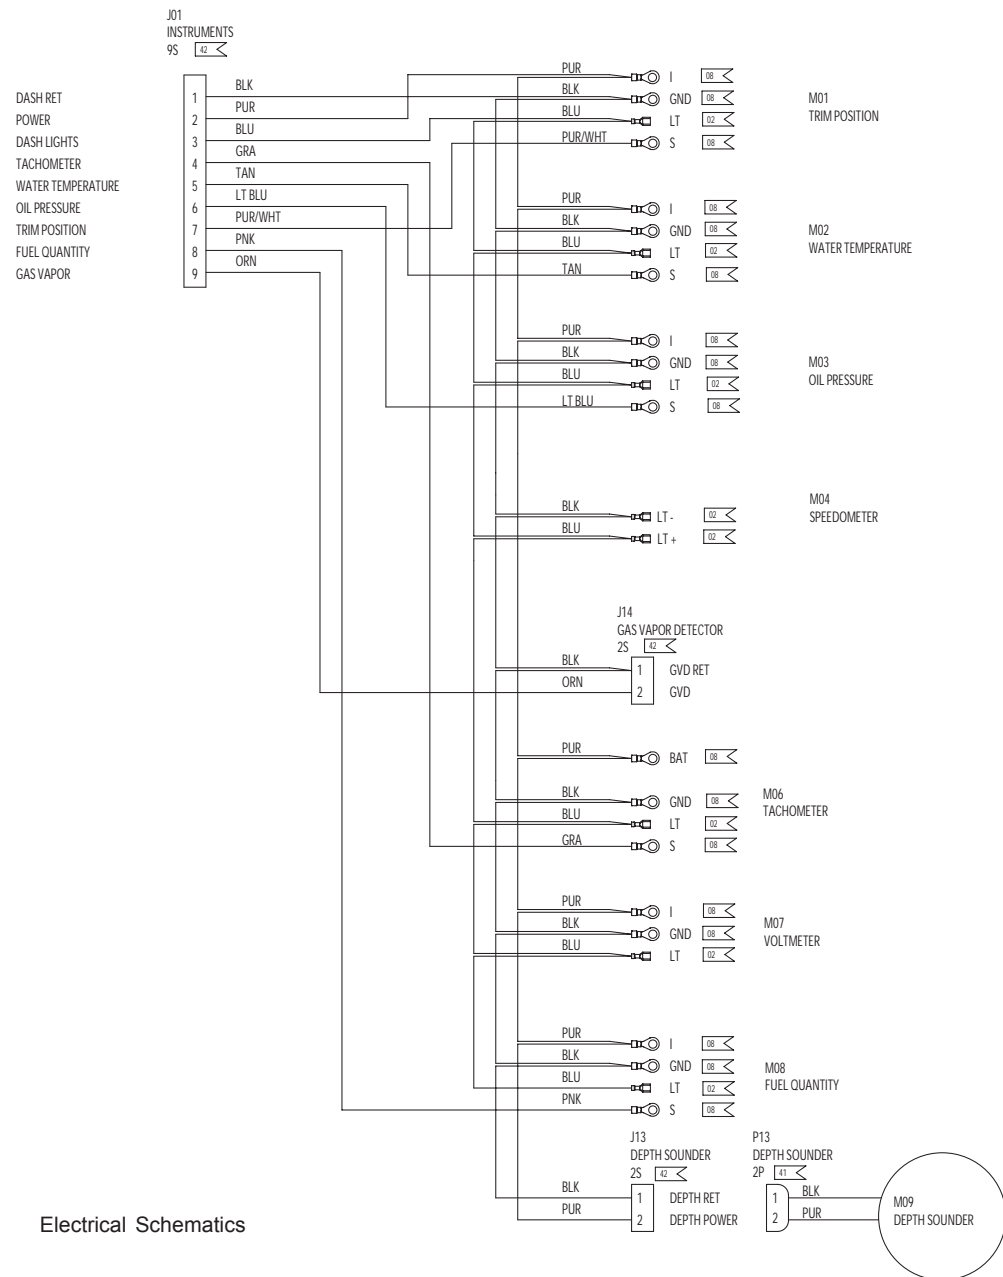 J01
INSTRUMENTS
9S 42
DASH RET 1 BLK
POWER 2 PUR
DASH LIGHTS 3 BLU
TACHOMETER 4 GRA
WATER TEMPERATURE 5 TAN
OIL PRESSURE 6 LT BLU
TRIM POSITION 7 PUR/WHT
FUEL QUANTITY 8 PNK
GAS VAPOR 9 ORN
PUR I 08
BLK GND 08
BLU LT 02
PUR/WHT S 08
M01
TRIM POSITION
PUR I 08
BLK GND 08
BLU LT 02
TAN S 08
M02
WATER TEMPERATURE
PUR I 08
BLK GND 08
BLU LT 02
LT BLU S 08
M03
OIL PRESSURE
BLK LT - 02
BLU LT + 02
M04
SPEEDOMETER
J14
GAS VAPOR DETECTOR
2S 42
BLK 1 GVD RET
ORN 2 GVD
PUR BAT 08
BLK GND 08
BLU LT 02
GRA S 08
M06
TACHOMETER
PUR I 08
BLK GND 08
BLU LT 02
M07
VOLTMETER
PUR I 08
BLK GND 08
BLU LT 02
PNK S 08
M08
FUEL QUANTITY
J13
DEPTH SOUNDER
2S 42
BLK 1 DEPTH RET
PUR 2 DEPTH POWER
P13
DEPTH SOUNDER
2P 41
1 BLK
2 PUR
M09
DEPTH SOUNDER
Electrical Schematics